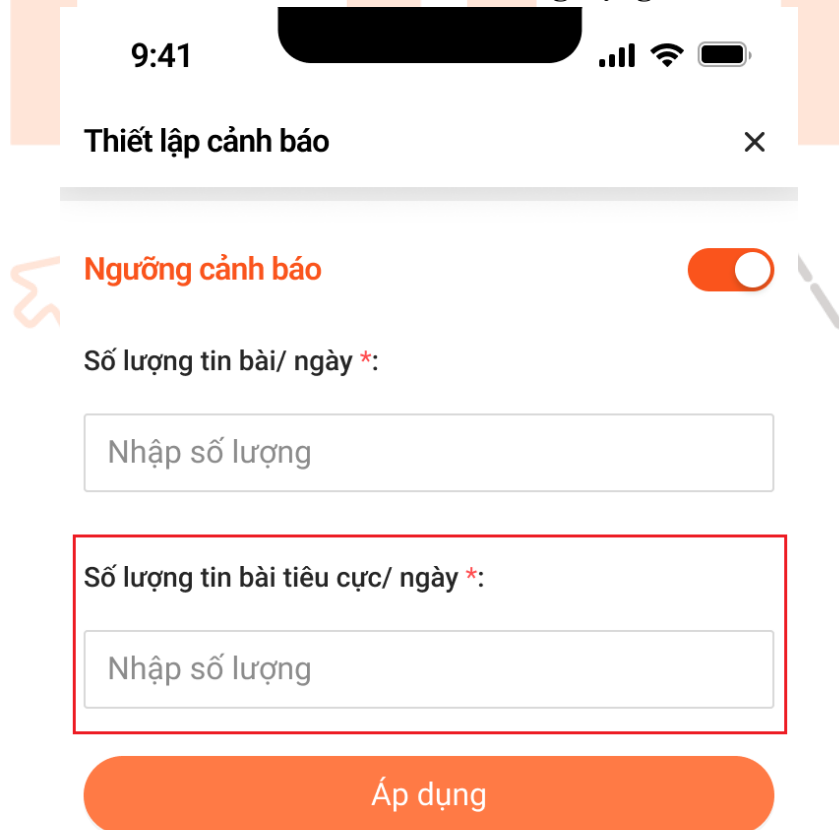 9:41
Thiết lập cảnh báo
Ngưỡng cảnh báo
Số lượng tin bài/ ngày *:
Nhập số lượng
Số lượng tin bài tiêu cực/ ngày *:
Nhập số lượng
Áp dụng